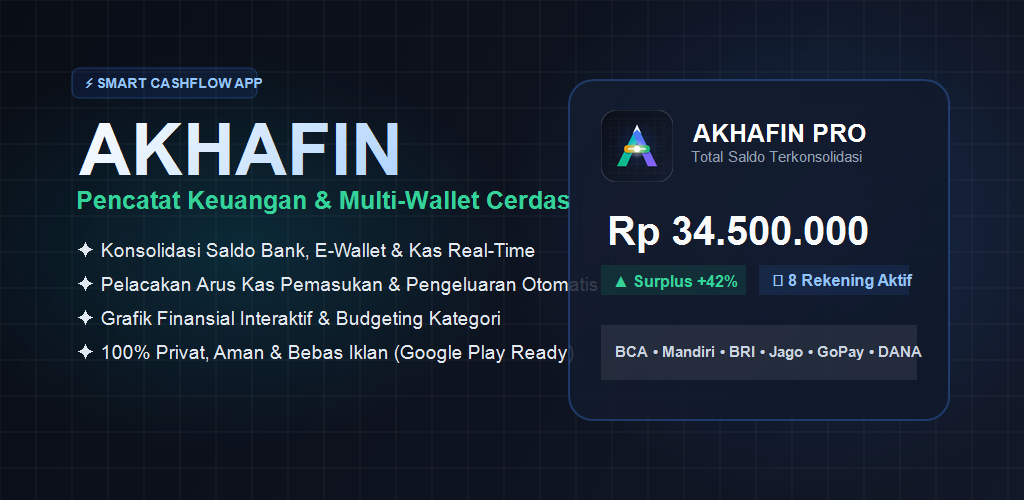 ⚡ SMART CASHFLOW APP
AKHAFIN
Pencatat Keuangan & Multi-Wallet Cerdas
✦ Konsolidasi Saldo Bank, E-Wallet & Kas Real-Time
✦ Pelacakan Arus Kas Pemasukan & Pengeluaran Otomatis
✦ Grafik Finansial Interaktif & Budgeting Kategori
✦ 100% Privat, Aman & Bebas Iklan (Google Play Ready)
AKHAFIN PRO
Total Saldo Terkonsolidasi
Rp 34.500.000
▲ Surplus +42%
▯ 8 Rekening Aktif
BCA • Mandiri • BRI • Jago • GoPay • DANA